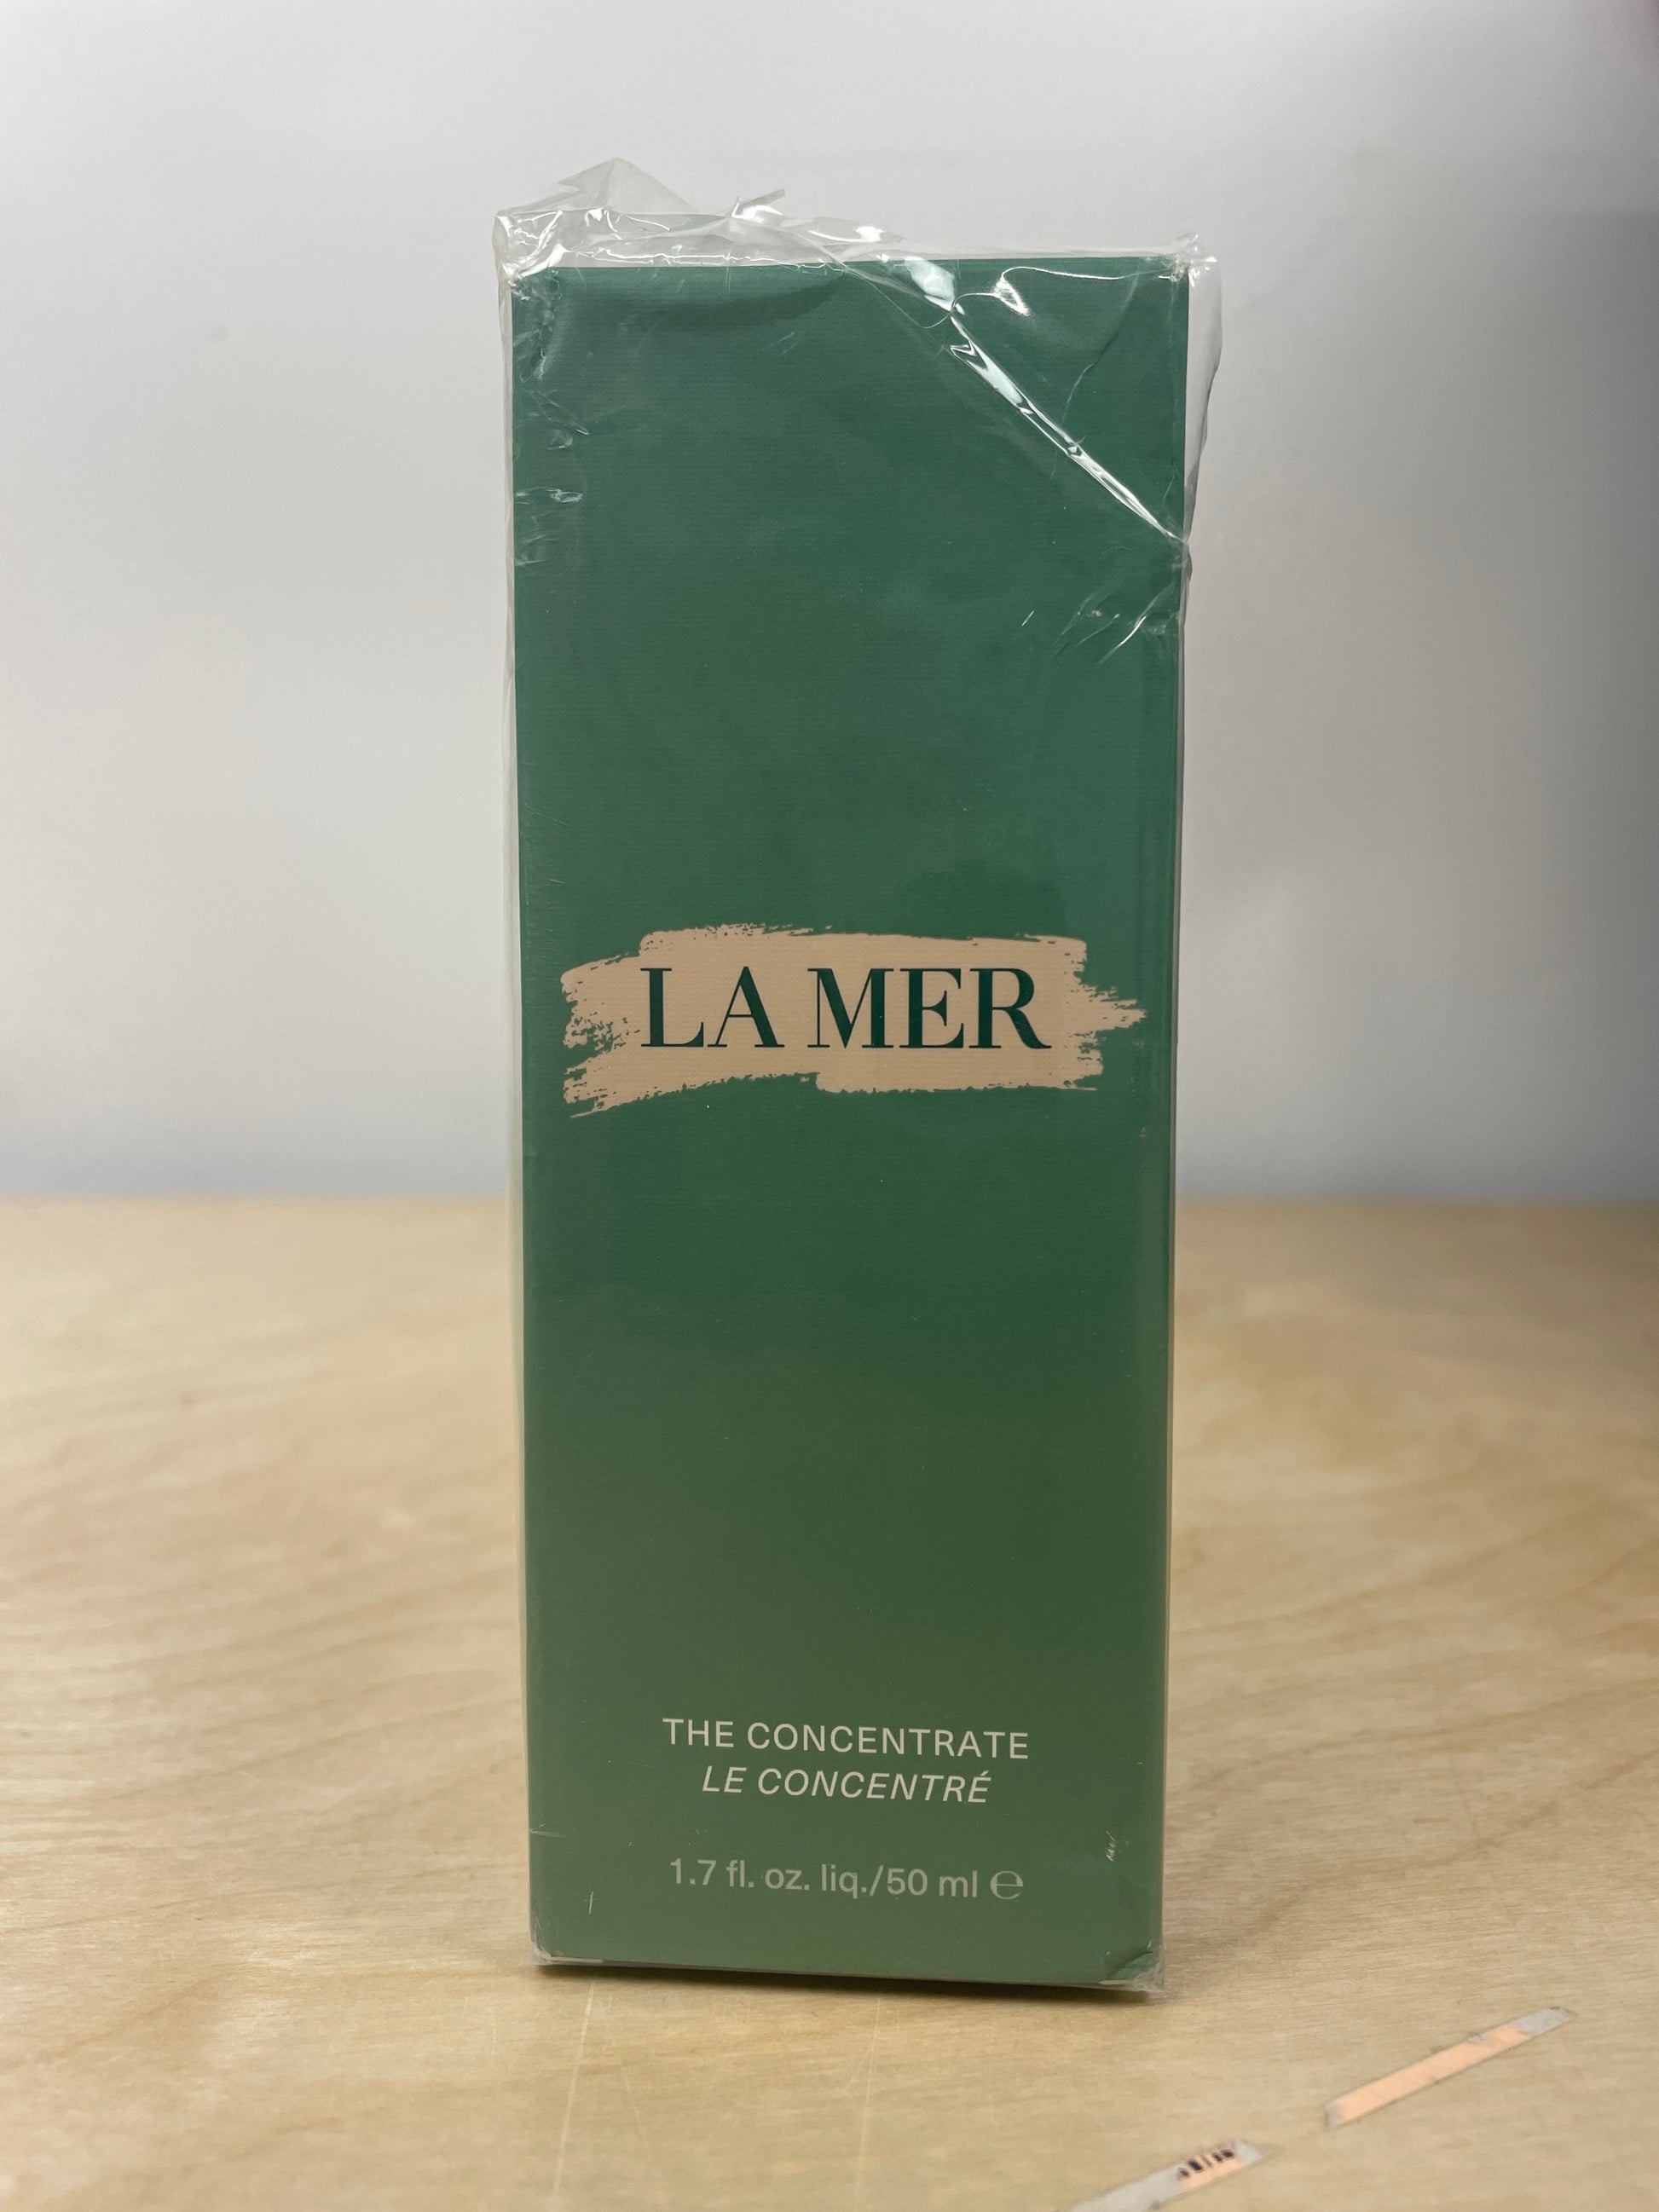 LA MER
THE CONCENTRATE
LE CONCENTRÉ
1.7 fl. oz. liq./50 ml ℮